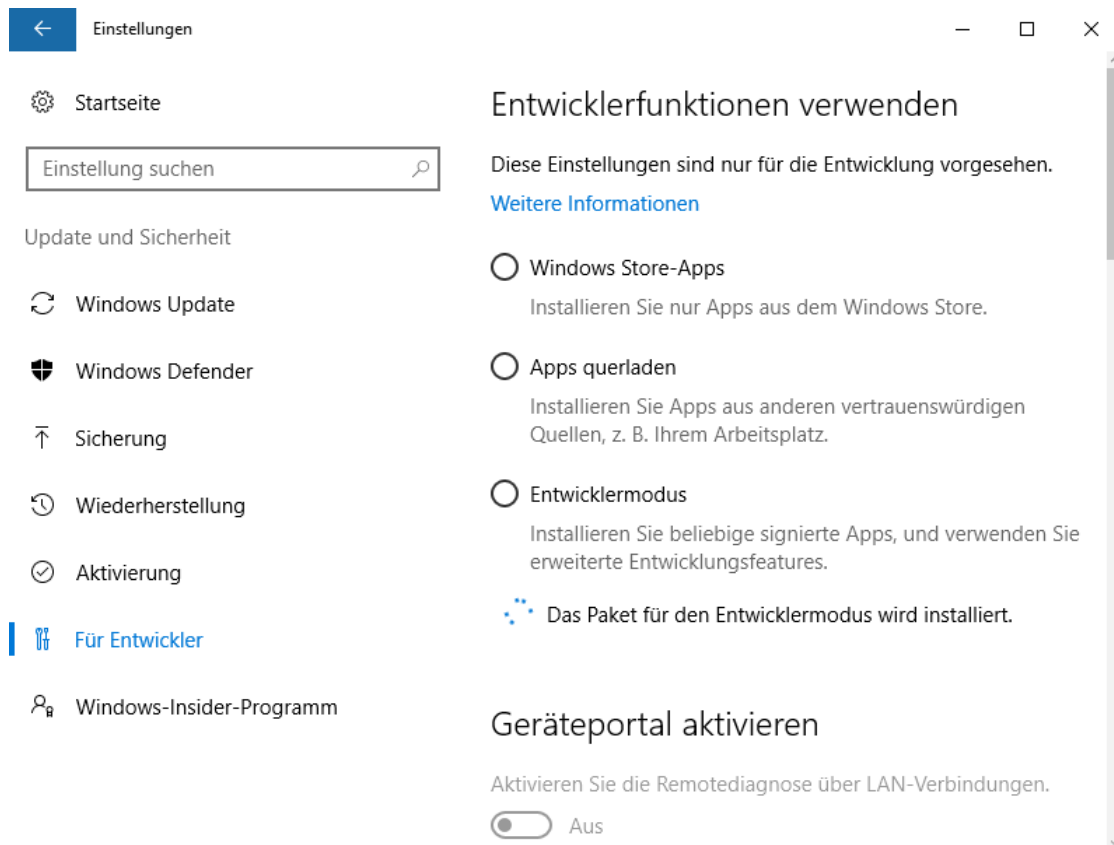 Einstellungen
Startseite
Einstellung suchen
Update und Sicherheit
Windows Update
Windows Defender
Sicherung
Wiederherstellung
Aktivierung
Für Entwickler
Windows-Insider-Programm
Entwicklerfunktionen verwenden
Diese Einstellungen sind nur für die Entwicklung vorgesehen.
Weitere Informationen
Windows Store-Apps
Installieren Sie nur Apps aus dem Windows Store.
Apps querladen
Installieren Sie Apps aus anderen vertrauenswürdigen
Quellen, z. B. Ihrem Arbeitsplatz.
Entwicklermodus
Installieren Sie beliebige signierte Apps, und verwenden Sie
erweiterte Entwicklungsfeatures.
Das Paket für den Entwicklermodus wird installiert.
Geräteportal aktivieren
Aktivieren Sie die Remotediagnose über LAN-Verbindungen.
Aus